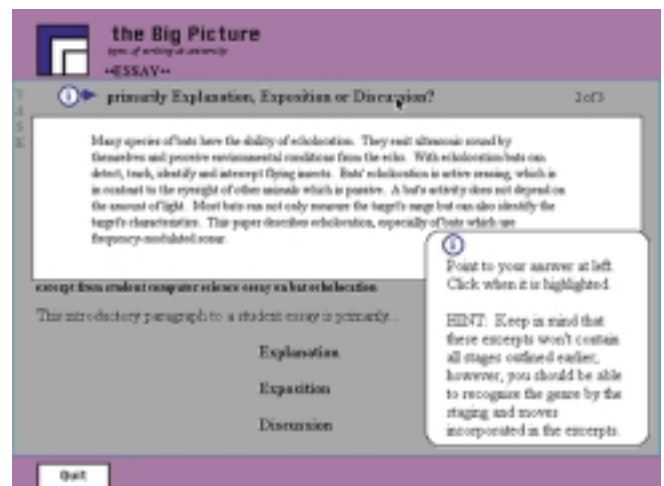 the Big Picture
types of writing at university
••ESSAY••
TASK
i primarily Explanation, Exposition or Discussion?
2 of 3
Many species of bats have the ability of echolocation. They emit ultrasonic sound by
themselves and perceive environmental conditions from the echo. With echolocation bats can
detect, track, identify and intercept flying insects. Bats' echolocation is active sensing, which is
in contrast to the eyesight of other animals which is passive. A bat's activity does not depend on
the amount of light. Most bats can not only measure the target's range but can also identify the
target's characteristics. This paper describes echolocation, especially of bats which use
frequency-modulated sonar.
excerpt from student computer science essay on bat echolocation
This introductory paragraph to a student essay is primarily...
Explanation
Exposition
Discussion
i
Point to your answer at left.
Click when it is highlighted.
HINT: Keep in mind that
these excerpts won't contain
all stages outlined earlier;
however, you should be able
to recognise the genre by the
staging and moves
incorporated in the excerpts.
Quit